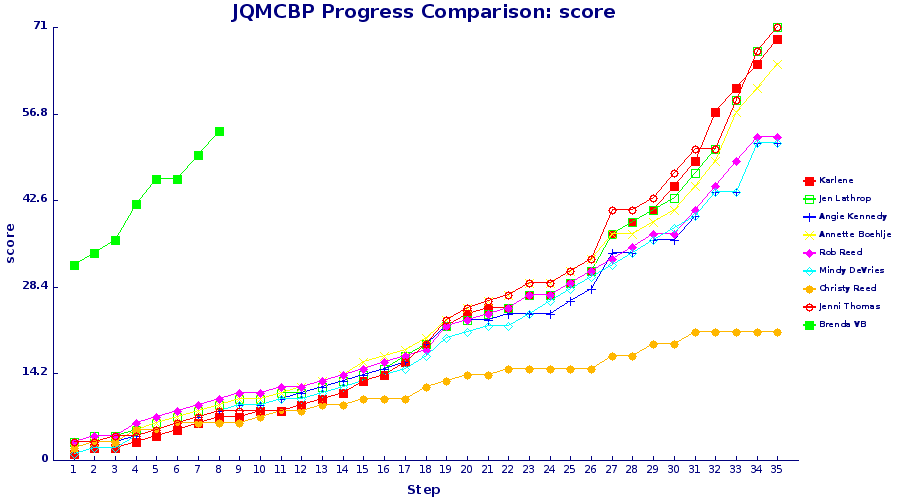 JQMCBP Progress Comparison: score
71
56.8
42.6
28.4
14.2
0
score
1 2 3 4 5 6 7 8 9 10 11 12 13 14 15 16 17 18 19 20 21 22 23 24 25 26 27 28 29 30 31 32 33 34 35
Step
Karlene
Jen Lathrop
Angie Kennedy
Annette Boehlje
Rob Reed
Mindy DeVries
Christy Reed
Jenni Thomas
Brenda VB